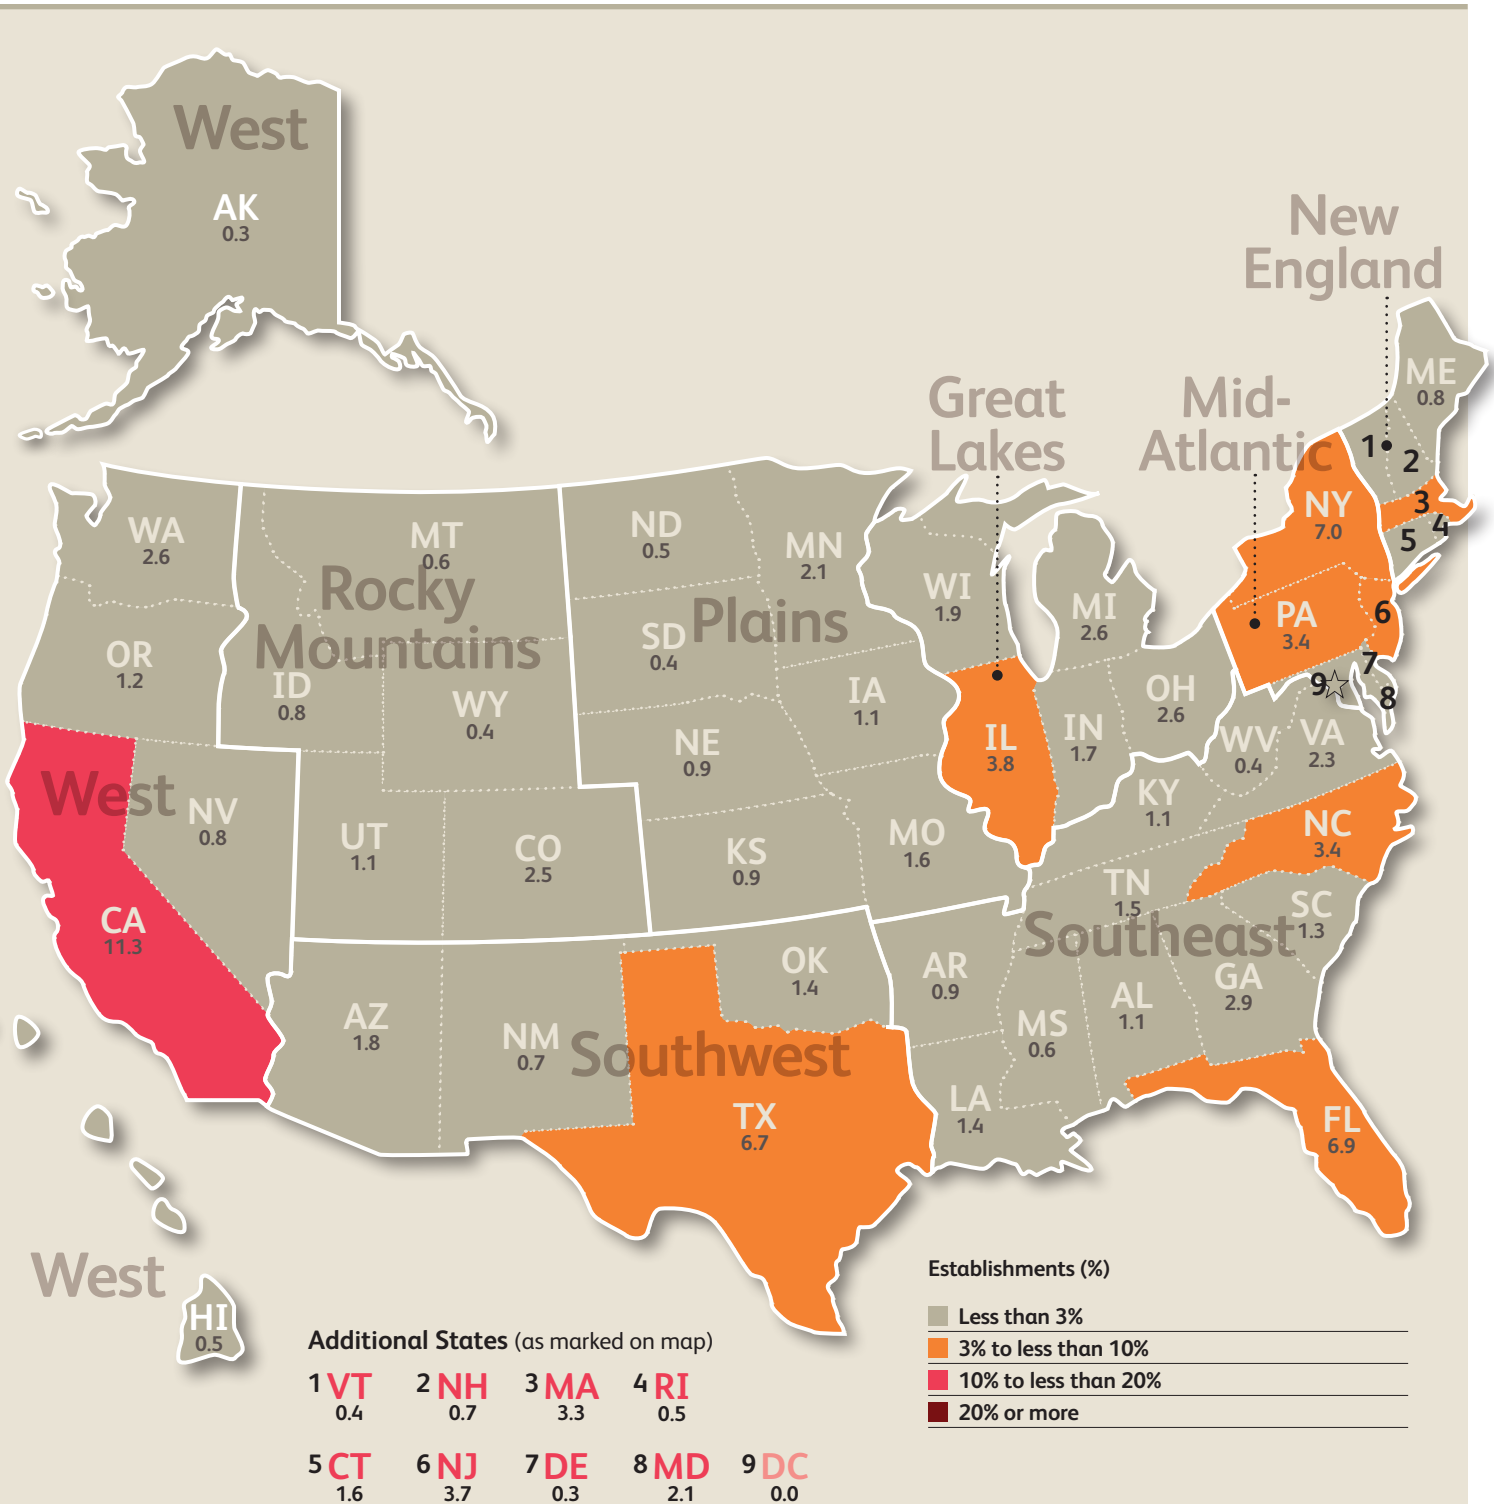 West
AK
0.3
New
England
ME
0.8
Great
Lakes
Mid-
Atlantic
1
2
NY
7.0
3
4
5
WA
2.6
MT
0.6
ND
0.5
MN
2.1
Rocky
Mountains
Plains
WI
1.9
MI
2.6
PA
3.4
6
OR
1.2
SD
0.4
7
9
8
ID
0.8
WY
0.4
IA
1.1
OH
2.6
IL
3.8
IN
1.7
WV
0.4
VA
2.3
NE
0.9
West
NV
0.8
KY
1.1
UT
1.1
CO
2.5
KS
0.9
MO
1.6
NC
3.4
TN
1.5
CA
11.3
SC
1.3
Southeast
OK
1.4
AR
0.9
GA
2.9
AL
1.1
AZ
1.8
NM
0.7
Southwest
MS
0.6
TX
6.7
LA
1.4
FL
6.9
West
HI
0.5
Establishments (%)
Less than 3%
3% to less than 10%
10% to less than 20%
20% or more
Additional States (as marked on map)
1 VT 2 NH 3 MA 4 RI
0.4 0.7 3.3 0.5
5 CT 6 NJ 7 DE 8 MD 9 DC
1.6 3.7 0.3 2.1 0.0